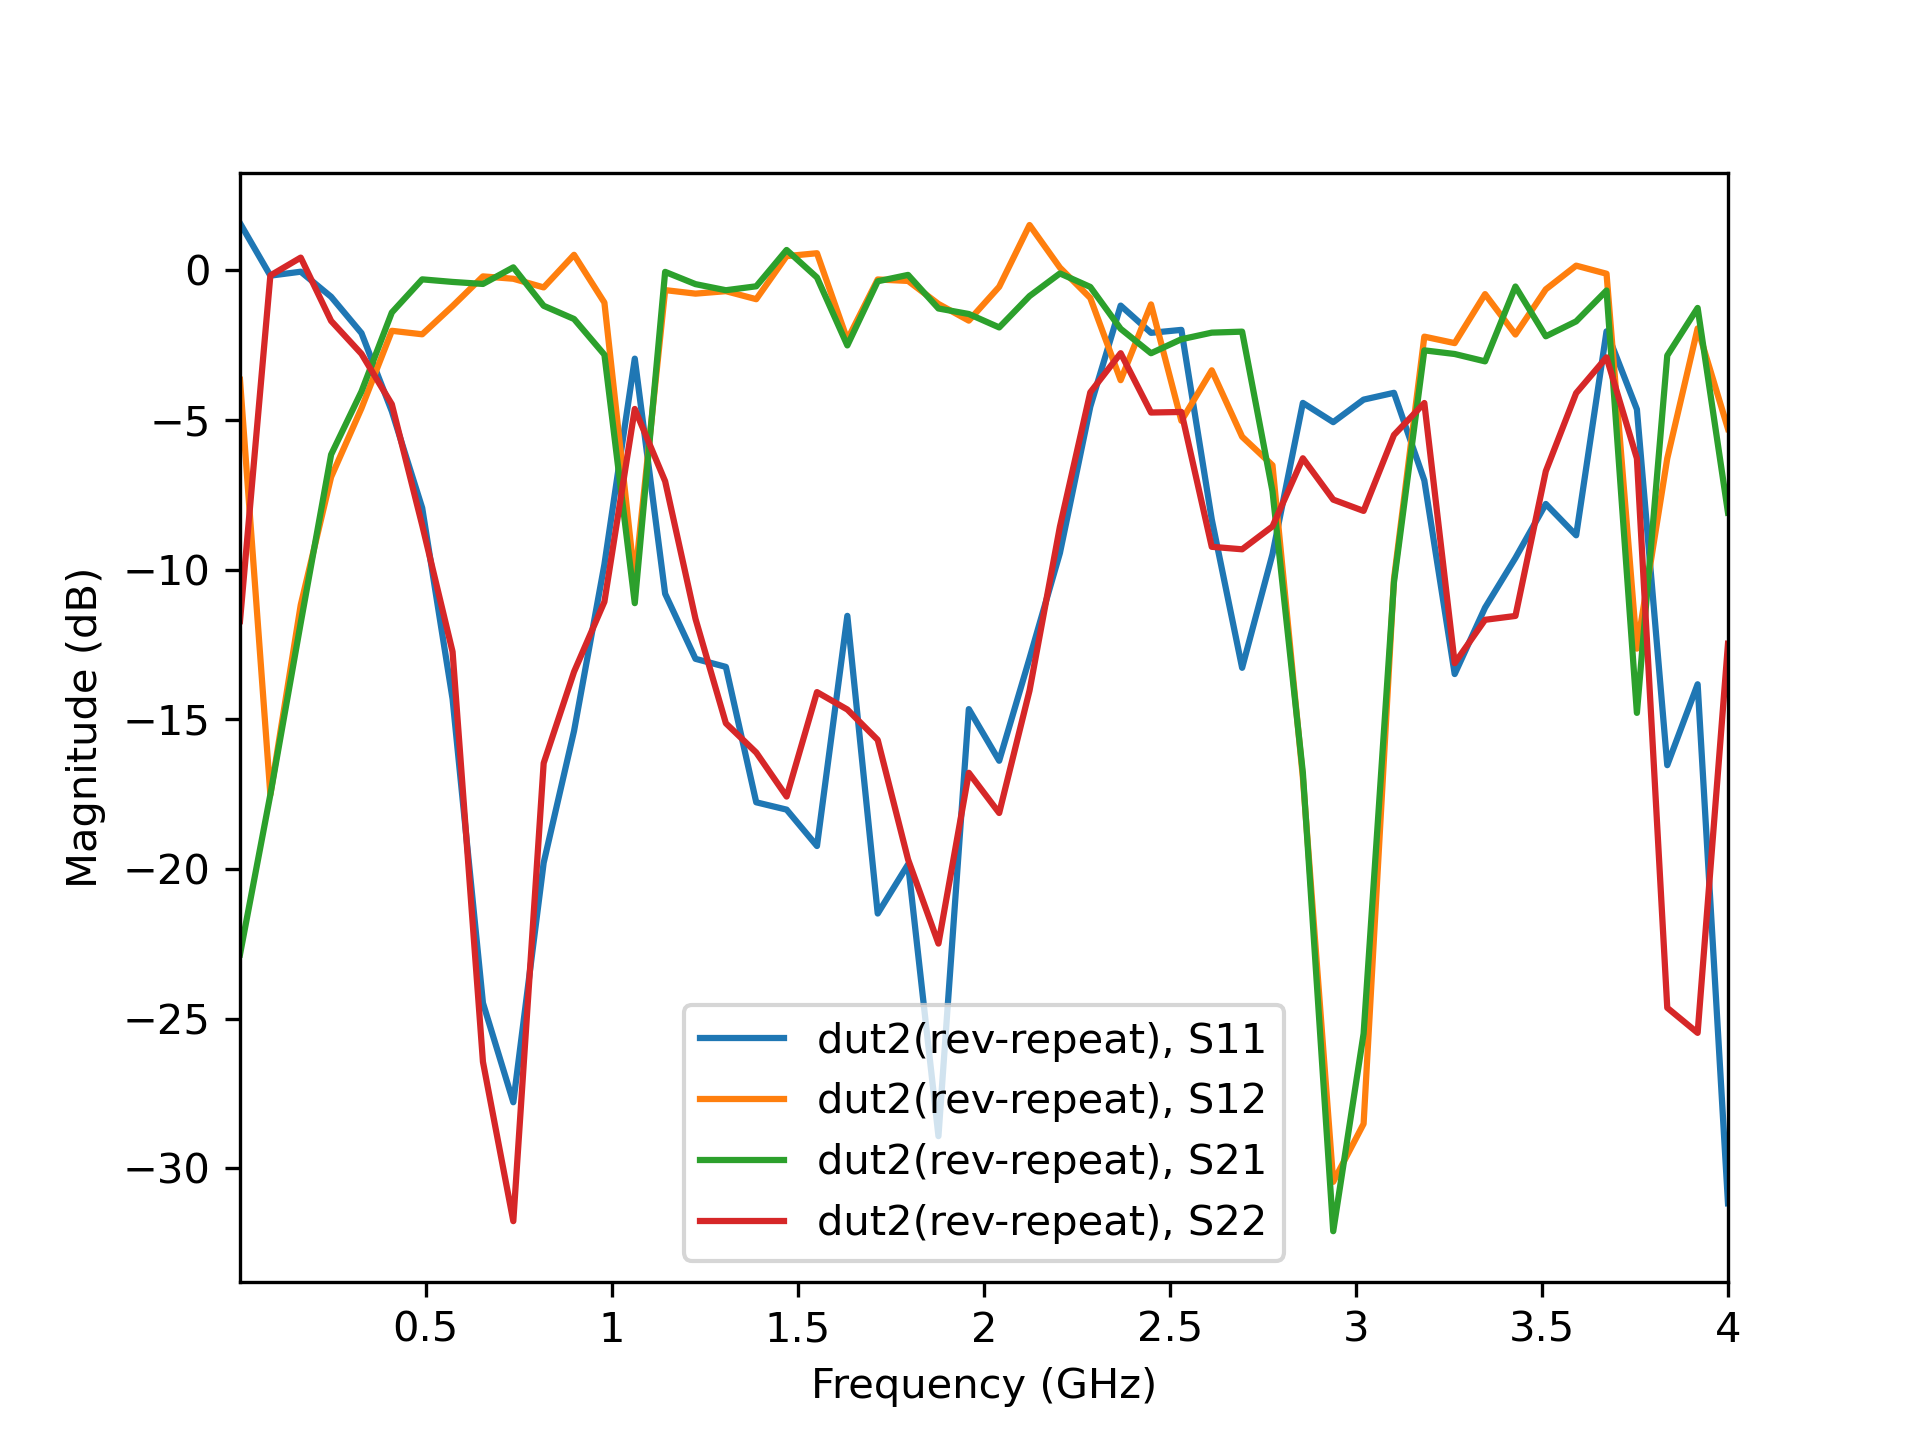 0
−5
−10
−15
−20
−25
−30
Magnitude (dB)
dut2(rev-repeat), S11
dut2(rev-repeat), S12
dut2(rev-repeat), S21
dut2(rev-repeat), S22
0.5 1 1.5 2 2.5 3 3.5 4
Frequency (GHz)